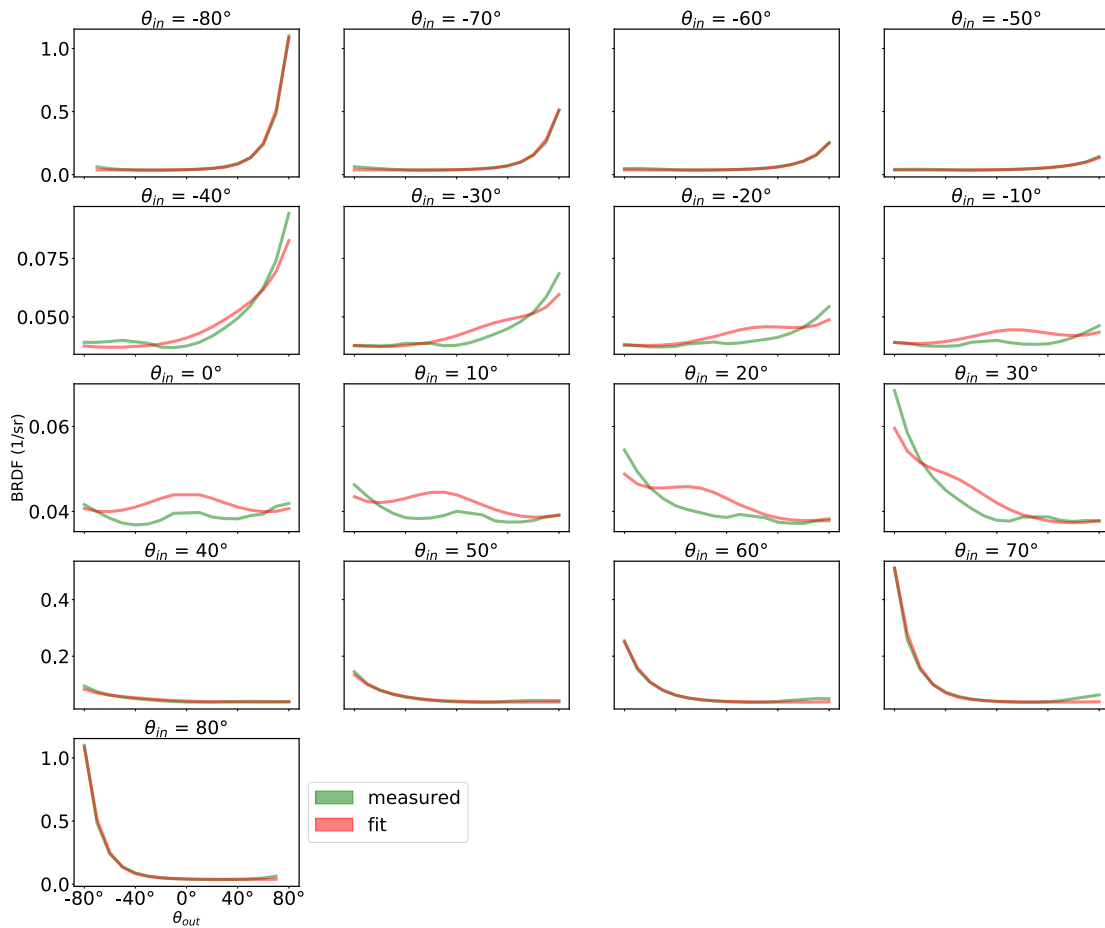 θin = -80° θin = -70° θin = -60° θin = -50°
1.0
0.5
0.0
θin = -40° θin = -30° θin = -20° θin = -10°
0.075
0.050
θin = 0° θin = 10° θin = 20° θin = 30°
0.06
0.04
BRDF (1/sr)
θin = 40° θin = 50° θin = 60° θin = 70°
0.4
0.2
θin = 80°
1.0
0.5
0.0
-80° -40° 0° 40° 80°
θout
measured
fit